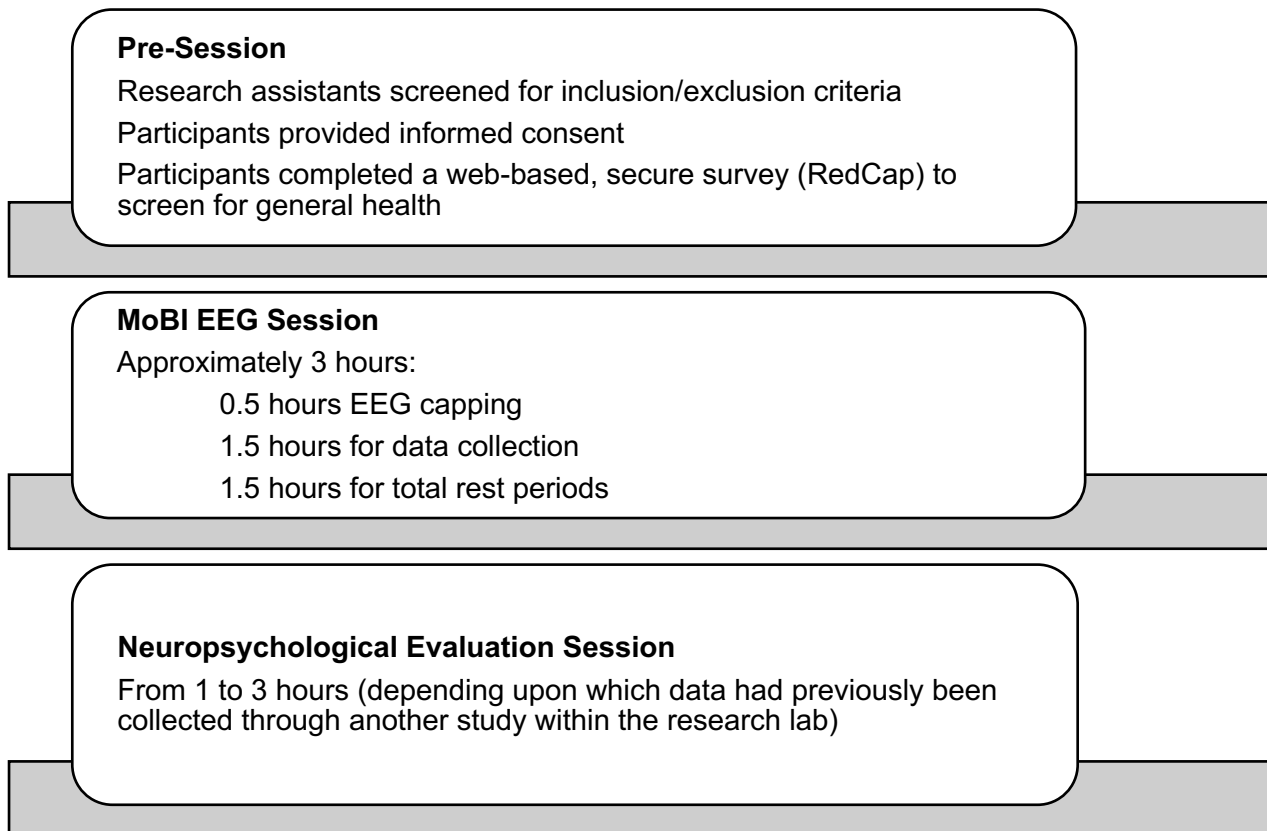 Pre-Session
Research assistants screened for inclusion/exclusion criteria
Participants provided informed consent
Participants completed a web-based, secure survey (RedCap) to
screen for general health
MoBI EEG Session
Approximately 3 hours:
0.5 hours EEG capping
1.5 hours for data collection
1.5 hours for total rest periods
Neuropsychological Evaluation Session
From 1 to 3 hours (depending upon which data had previously been
collected through another study within the research lab)